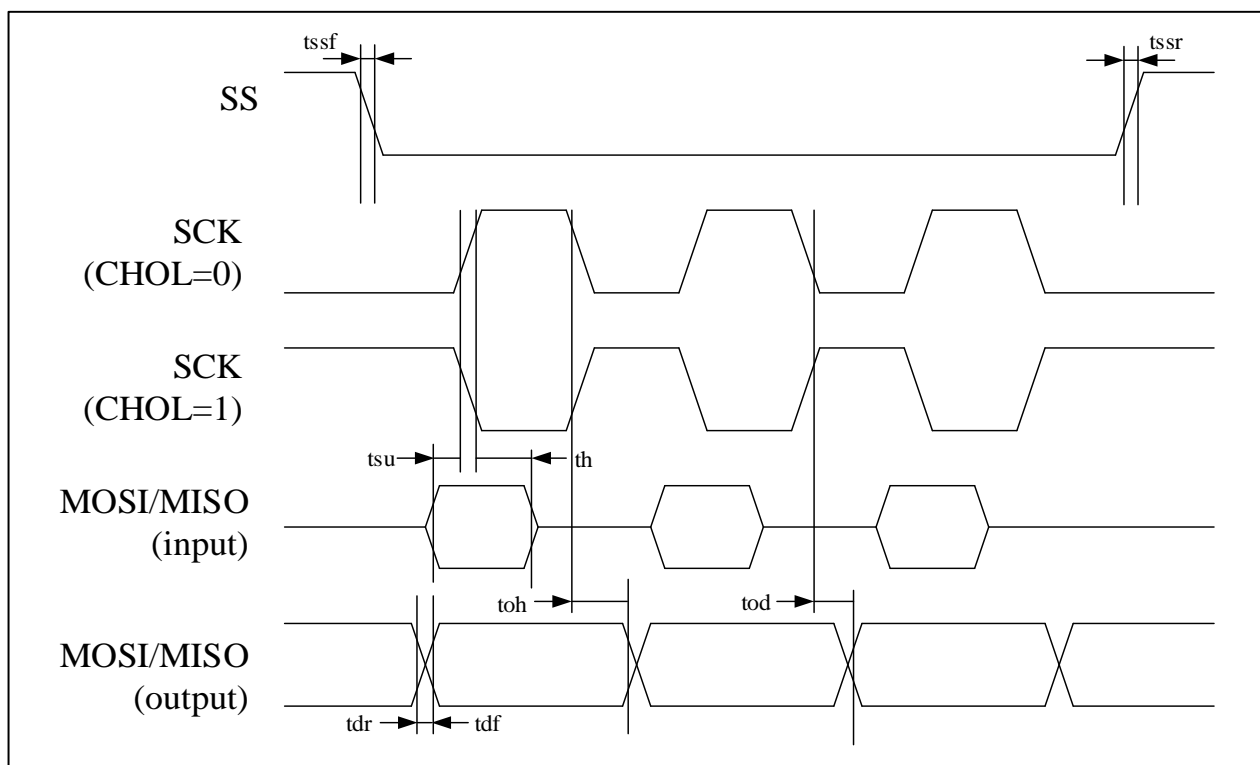 tssf
tssr
SS
SCK
(CHOL=0)
SCK
(CHOL=1)
tsu
th
MOSI/MISO
(input)
toh
tod
MOSI/MISO
(output)
tdr
tdf